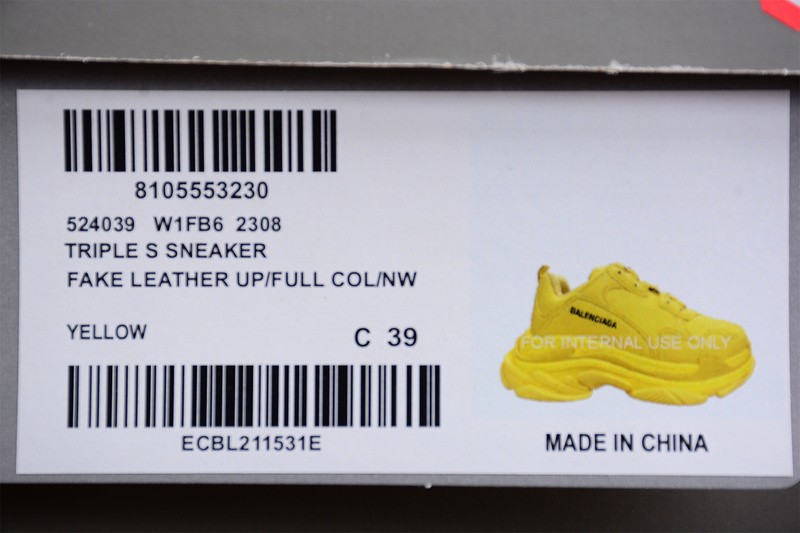 8105553230
524039 W1FB6 2308
TRIPLE S SNEAKER
FAKE LEATHER UP/FULL COL/NW
YELLOW
C 39
BALENCIAGA
FOR INTERNAL USE ONLY
ECBL211531E
MADE IN CHINA